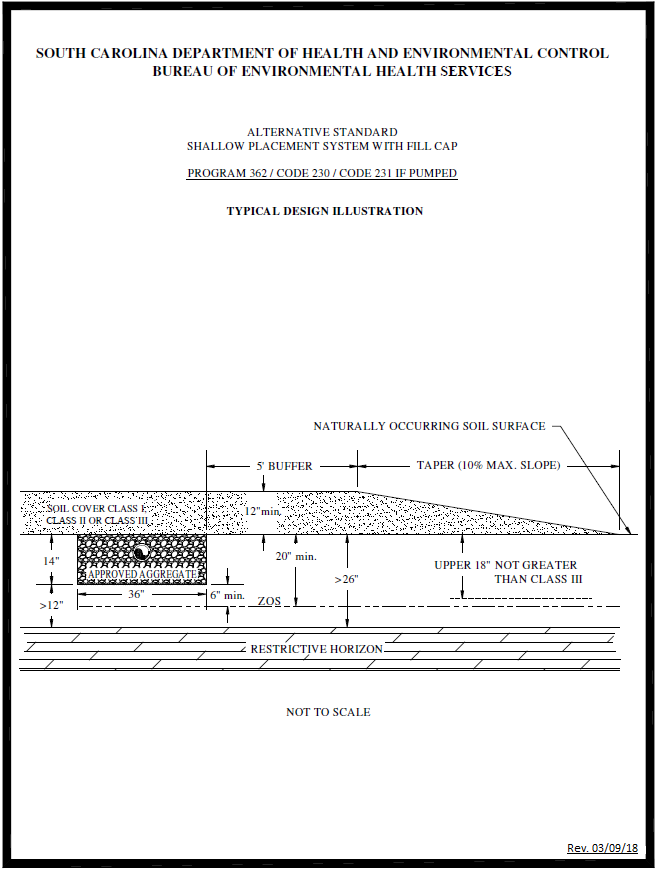 SOUTH CAROLINA DEPARTMENT OF HEALTH AND ENVIRONMENTAL CONTROL
BUREAU OF ENVIRONMENTAL HEALTH SERVICES
ALTERNATIVE STANDARD
SHALLOW PLACEMENT SYSTEM WITH FILL CAP
PROGRAM 362 / CODE 230 / CODE 231 IF PUMPED
TYPICAL DESIGN ILLUSTRATION
NATURALLY OCCURRING SOIL SURFACE
5' BUFFER
TAPER (10% MAX. SLOPE)
SOIL COVER CLASS I,
CLASS II OR CLASS III
12"min.
14"
20" min.
UPPER 18" NOT GREATER
THAN CLASS III
APPROVED AGGREGATE
>26"
36"
6" min.
>12"
ZOS
RESTRICTIVE HORIZON
NOT TO SCALE
Rev. 03/09/18